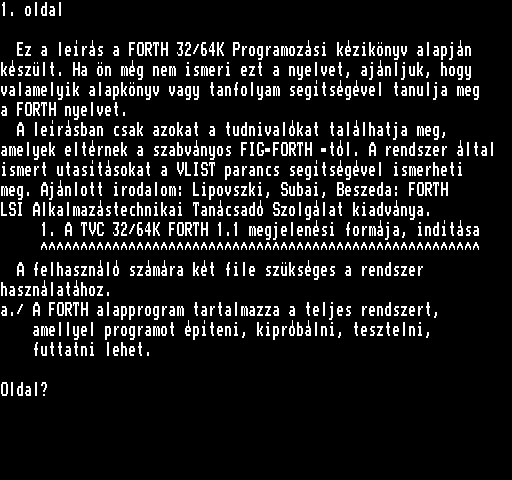 1. oldal
Ez a leírás a FORTH 32/64K Programozási kézikönyv alapján
készült. Ha ön még nem ismeri ezt a nyelvet, ajánljuk, hogy
valamelyik alapkönyv vagy tanfolyam segítségével tanulja meg
a FORTH nyelvet.
A leírásban csak azokat a tudnivalókat találhatja meg,
amelyek eltérnek a szabványos FIG=FORTH =tól. A rendszer által
ismert utasításokat a VLIST parancs segítségével ismerheti
meg. Ajánlott irodalom: Lipovszki, Subai, Beszeda: FORTH
LSI Alkalmazástechnikai Tanácsadó Szolgálat kiadványa.
1. A TVC 32/64K FORTH 1.1 megjelenési formája, indítása
^^^^^^^^^^^^^^^^^^^^^^^^^^^^^^^^^^^^^^^^^^^^^^^^^^^^^^^
A felhasználó számára két file szükséges a rendszer
használatához.
a./ A FORTH alapprogram tartalmazza a teljes rendszert,
amellyel programot építeni, kipróbálni, tesztelni,
futtatni lehet.
Oldal?